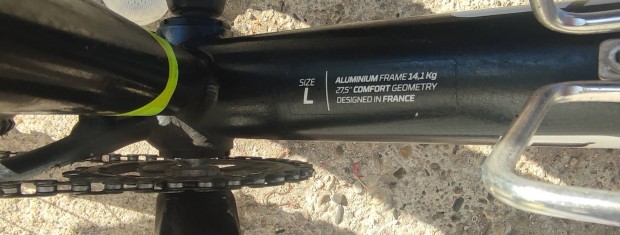 SIZE
L
ALUMINIUM FRAME 14,1 Kg
27,5" COMFORT GEOMETRY
DESIGNED IN FRANCE